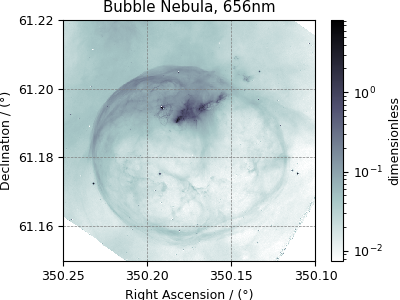 Bubble Nebula, 656nm
61.22
61.20
61.18
61.16
Declination / (°)
350.25
350.20
350.15
350.10
Right Ascension / (°)
10⁰
10⁻¹
10⁻²
dimensionless